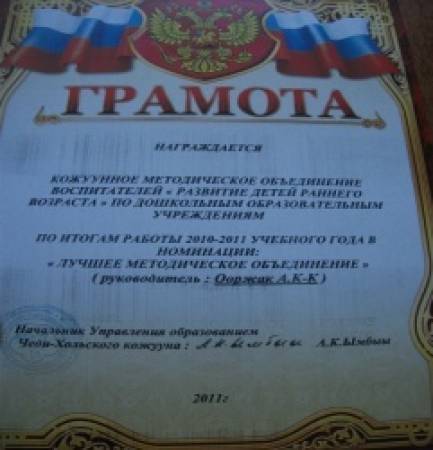 ГРАМОТА
НАГРАЖДАЕТСЯ
КОЖУУННОЕ МЕТОДИЧЕСКОЕ ОБЪЕДИНЕНИЕ
ВОСПИТАТЕЛЕЙ « РАЗВИТИЕ ДЕТЕЙ РАННЕГО
ВОЗРАСТА » ПО ДОШКОЛЬНЫМ ОБРАЗОВАТЕЛЬНЫМ
УЧРЕЖДЕНИЯМ
ПО ИТОГАМ РАБОТЫ 2010-2011 УЧЕБНОГО ГОДА В
НОМИНАЦИИ:
« ЛУЧШЕЕ МЕТОДИЧЕСКОЕ ОБЪЕДИНЕНИЕ »
( руководитель : Ооржак А.К-К )
Начальник Управления образованием
Чеди-Хольского кожууна : А.К.Ымбыы
2011г